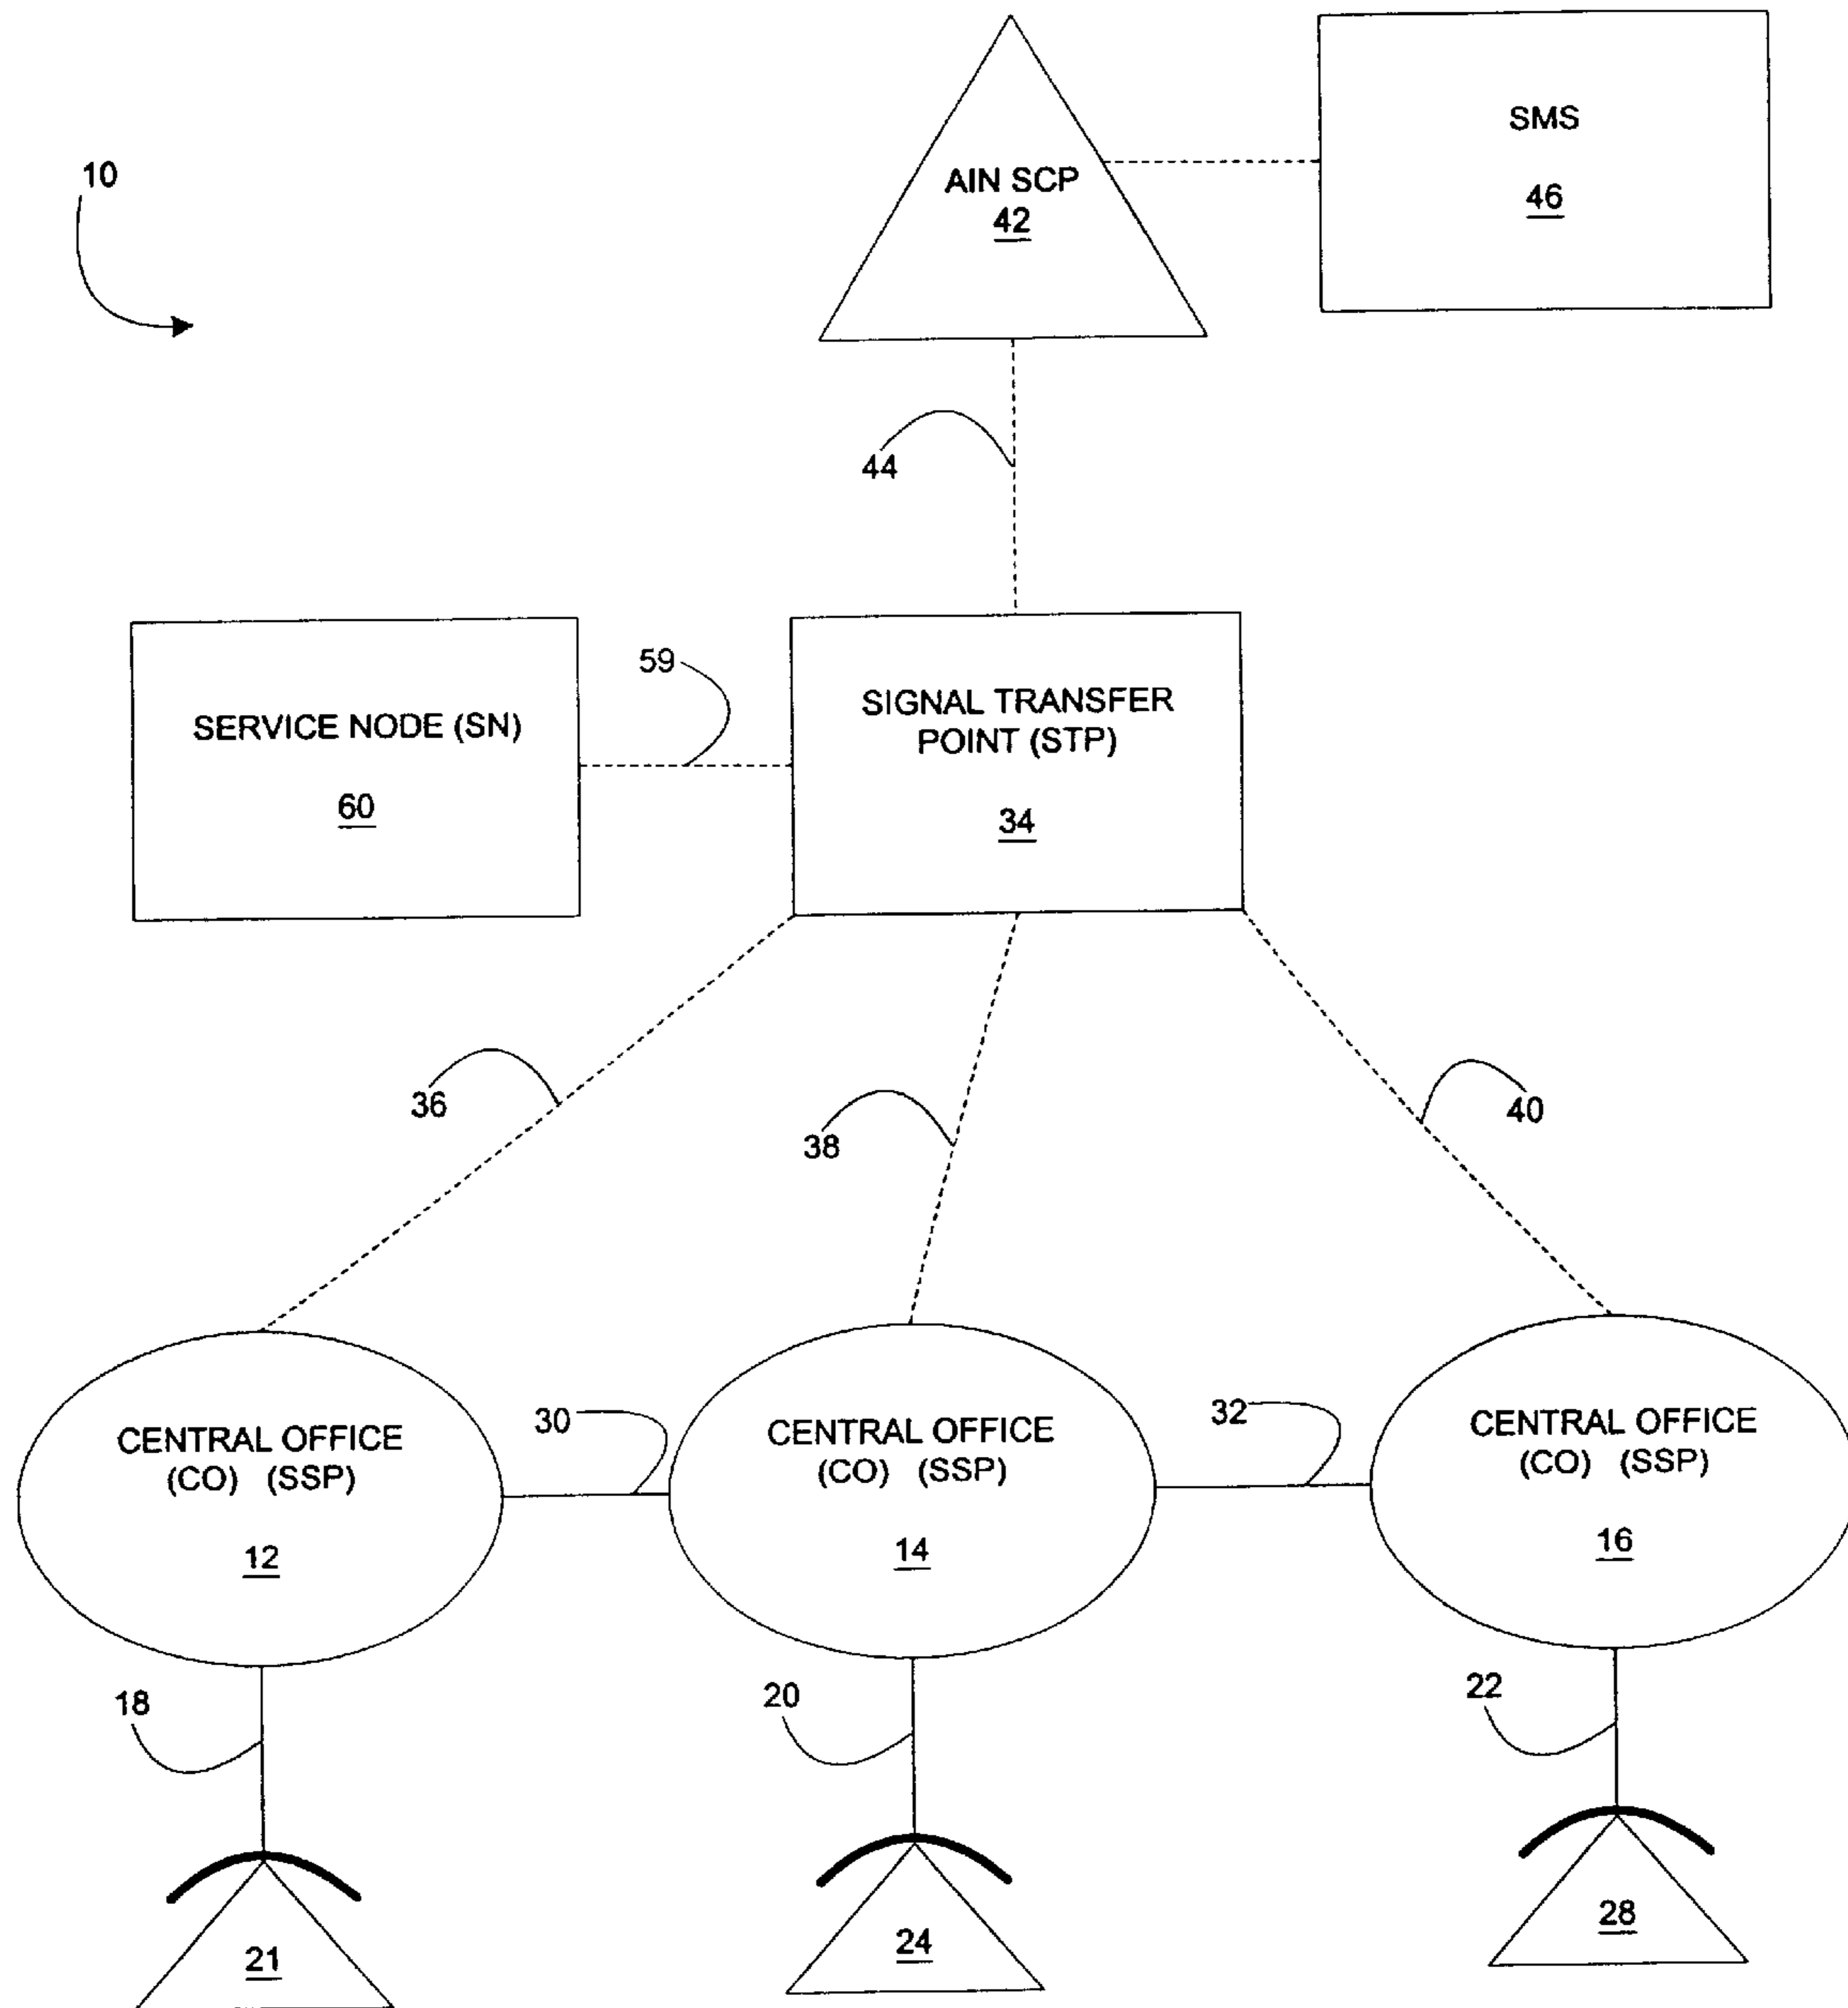 SMS
46
10
AIN SCP
42
44
59
SERVICE NODE (SN)
60
SIGNAL TRANSFER
POINT (STP)
34
36
38
40
CENTRAL OFFICE
(CO) (SSP)
12
30
CENTRAL OFFICE
(CO) (SSP)
14
32
CENTRAL OFFICE
(CO) (SSP)
16
18
20
22
21
24
28